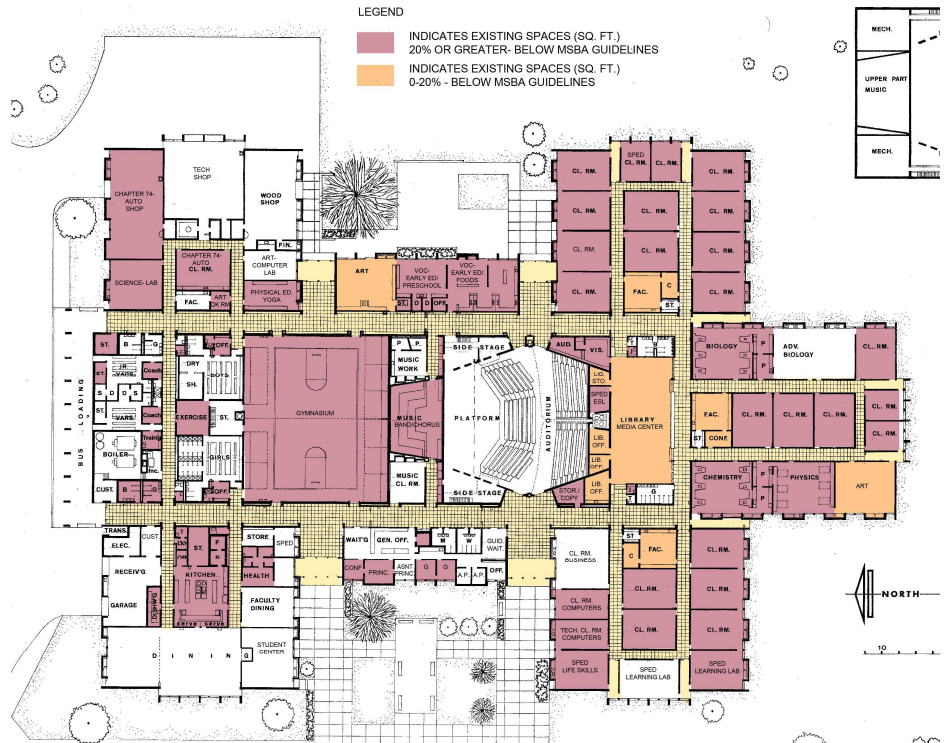 LEGEND
INDICATES EXISTING SPACES (SQ. FT.)
20% OR GREATER- BELOW MSBA GUIDELINES
INDICATES EXISTING SPACES (SQ. FT.)
0-20% - BELOW MSBA GUIDELINES
MECH.
UPPER PART
MUSIC
MECH.
TECH
SHOP
WOOD
SHOP
CHAPTER 74-
AUTO
SHOP
SCIENCE- LAB
CHAPTER 74-
AUTO
CL. RM.
FAC.
ART
DK RM
FIN.
ART-
COMPUTER
LAB
PHYSICAL ED.
YOGA
ART
VOC-
EARLY ED/
PRESCHOOL
ST.
D
D
OFF.
VOC-
EARLY ED/
FOODS
SPED
CL. RM.
CL. RM.
CL. RM.
CL. RM.
CL. RM.
CL. RM.
CL. RM.
CL. RM.
CL. RM.
CL. RM.
CL. RM.
CL. RM.
FAC.
C
ST.
BUS LOADING
ST.
B
G
JR.
VARS.
Coach
S
D
D
S
ST.
VARS.
Coach
BOILER
CUST.
B
G
OFF.
DRY
SH.
BOYS
EXERCISE
ST.
GIRLS
OFF.
GYMNASIUM
P
P.
MUSIC
WORK
MUSIC
BAND/CHORUS
MUSIC
CL. RM.
SIDE STAGE
PLATFORM
SIDE STAGE
AUDITORIUM
AUD.
VIS.
LIB.
STO.
SPED
ESL
LIB.
OFF.
LIB.
OFF
LIB.
OFF.
STOR /
COPY
LIBRARY
MEDIA CENTER
G
BIOLOGY
P
P
ADV.
BIOLOGY
CL. RM.
FAC.
ST
CONF.
CL. RM.
CL. RM.
CL. RM.
CL. RM.
CL. RM.
CHEMISTRY
P
P
PHYSICS
ART
TRANS.
ELEC.
CUST.
RECEIV'G
GARAGE
ST.
KITCHEN
serve
serve
STORE
SPED
HEALTH
FACULTY
DINING
DINING
STUDENT
CENTER
WAIT'G
GEN. OFF.
M
W
GUID.
WAIT.
CONF
PRINC.
ASNT
PRINC
G
G
A.P.
A.P.
OFF.
CL. RM.
BUSINESS
ST
C
FAC.
CL. RM.
CL. RM.
COMPUTERS
CL. RM.
CL. RM.
TECH. CL. RM.
COMPUTERS
CL. RM.
CL. RM.
SPED
LIFE SKILLS
SPED
LEARNING LAB
SPED
LEARNING LAB
NORTH
10